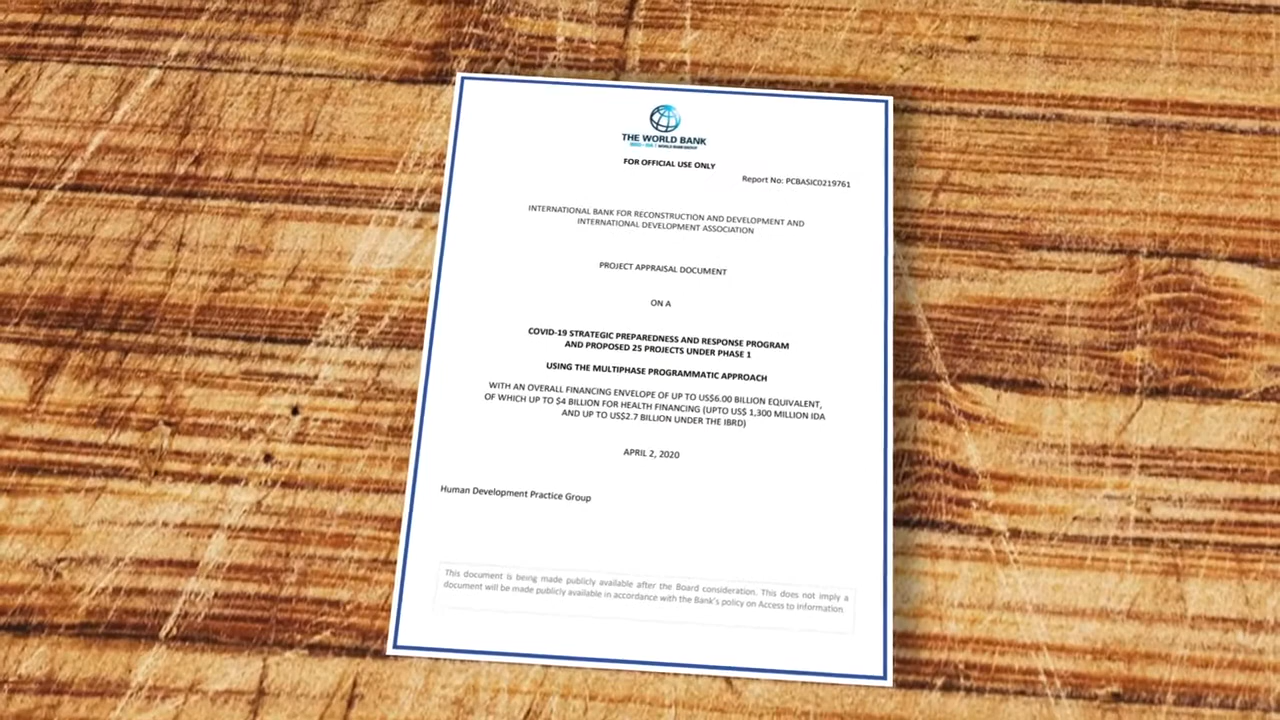 THE WORLD BANK
IBRD • IDA | WORLD BANK GROUP
FOR OFFICIAL USE ONLY
Report No: PCBASIC0219761
INTERNATIONAL BANK FOR RECONSTRUCTION AND DEVELOPMENT AND
INTERNATIONAL DEVELOPMENT ASSOCIATION
PROJECT APPRAISAL DOCUMENT
ON A
COVID-19 STRATEGIC PREPAREDNESS AND RESPONSE PROGRAM
AND PROPOSED 25 PROJECTS UNDER PHASE 1
USING THE MULTIPHASE PROGRAMMATIC APPROACH
WITH AN OVERALL FINANCING ENVELOPE OF UP TO US$6.00 BILLION EQUIVALENT,
OF WHICH UP TO $4 BILLION FOR HEALTH FINANCING (UPTO US$ 1,300 MILLION IDA
AND UP TO US$2.7 BILLION UNDER THE IBRD)
APRIL 2, 2020
Human Development Practice Group
This document is being made publicly available after the Board consideration. This does not imply a
document will be made publicly available in accordance with the Bank's policy on Access to Information